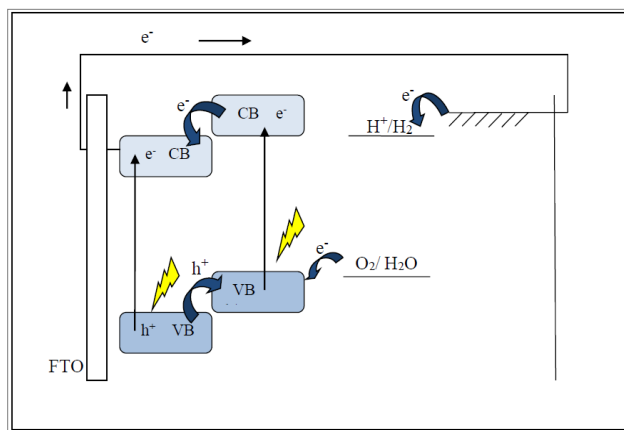 e-
e-
CB e-
e-
H+/H2
e- CB
e-
O2/ H2O
h+
VB
h+ VB
FTO